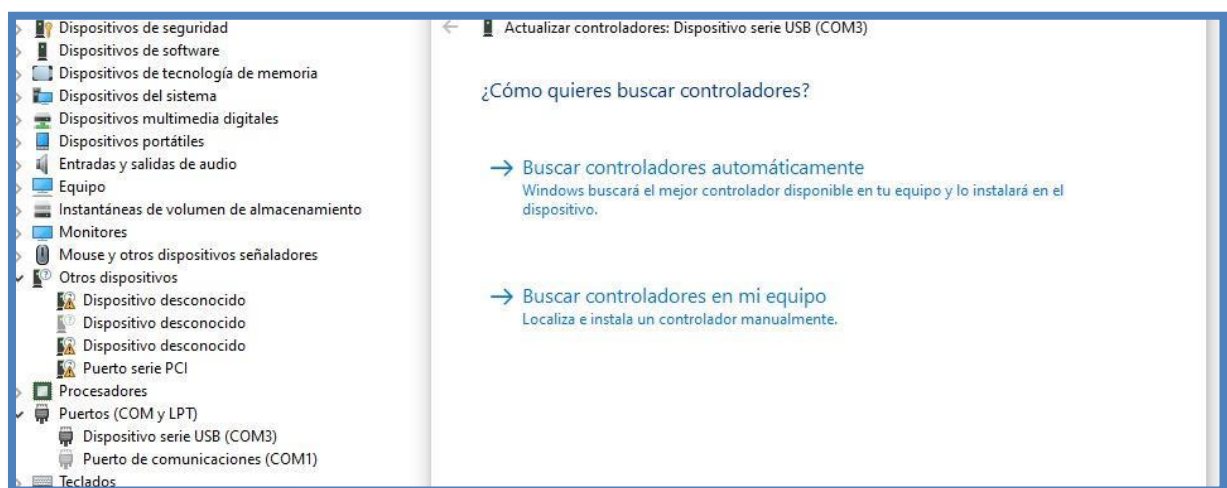 Dispositivos de seguridad
Dispositivos de software
Dispositivos de tecnología de memoria
Dispositivos del sistema
Dispositivos multimedia digitales
Dispositivos portátiles
Entradas y salidas de audio
Equipo
Instantáneas de volumen de almacenamiento
Monitores
Mouse y otros dispositivos señaladores
Otros dispositivos
Dispositivo desconocido
Dispositivo desconocido
Dispositivo desconocido
Puerto serie PCI
Procesadores
Puertos (COM y LPT)
Dispositivo serie USB (COM3)
Puerto de comunicaciones (COM1)
Teclados
Actualizar controladores: Dispositivo serie USB (COM3)
¿Cómo quieres buscar controladores?
Buscar controladores automáticamente
Windows buscará el mejor controlador disponible en tu equipo y lo instalará en el
dispositivo.
Buscar controladores en mi equipo
Localiza e instala un controlador manualmente.